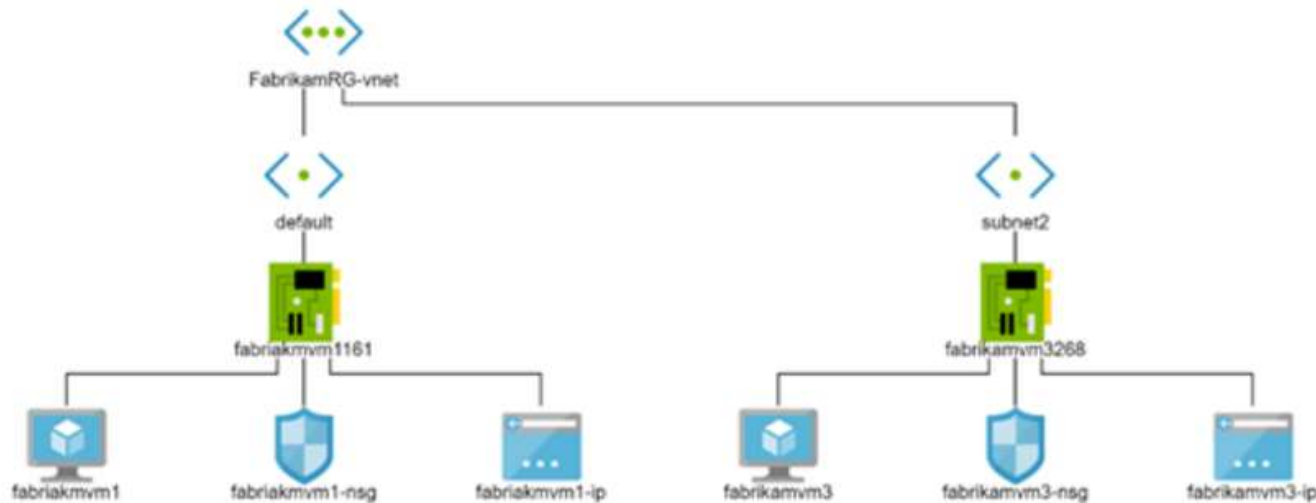 FabrikamRG-vnet
default
subnet2
fabriakmvm1161
fabrikamvm3268
fabriakmvm1
fabriakmvm1-nsg
fabriakmvm1-ip
fabrikamvm3
fabrikamvm3-nsg
fabrikamvm3-ip